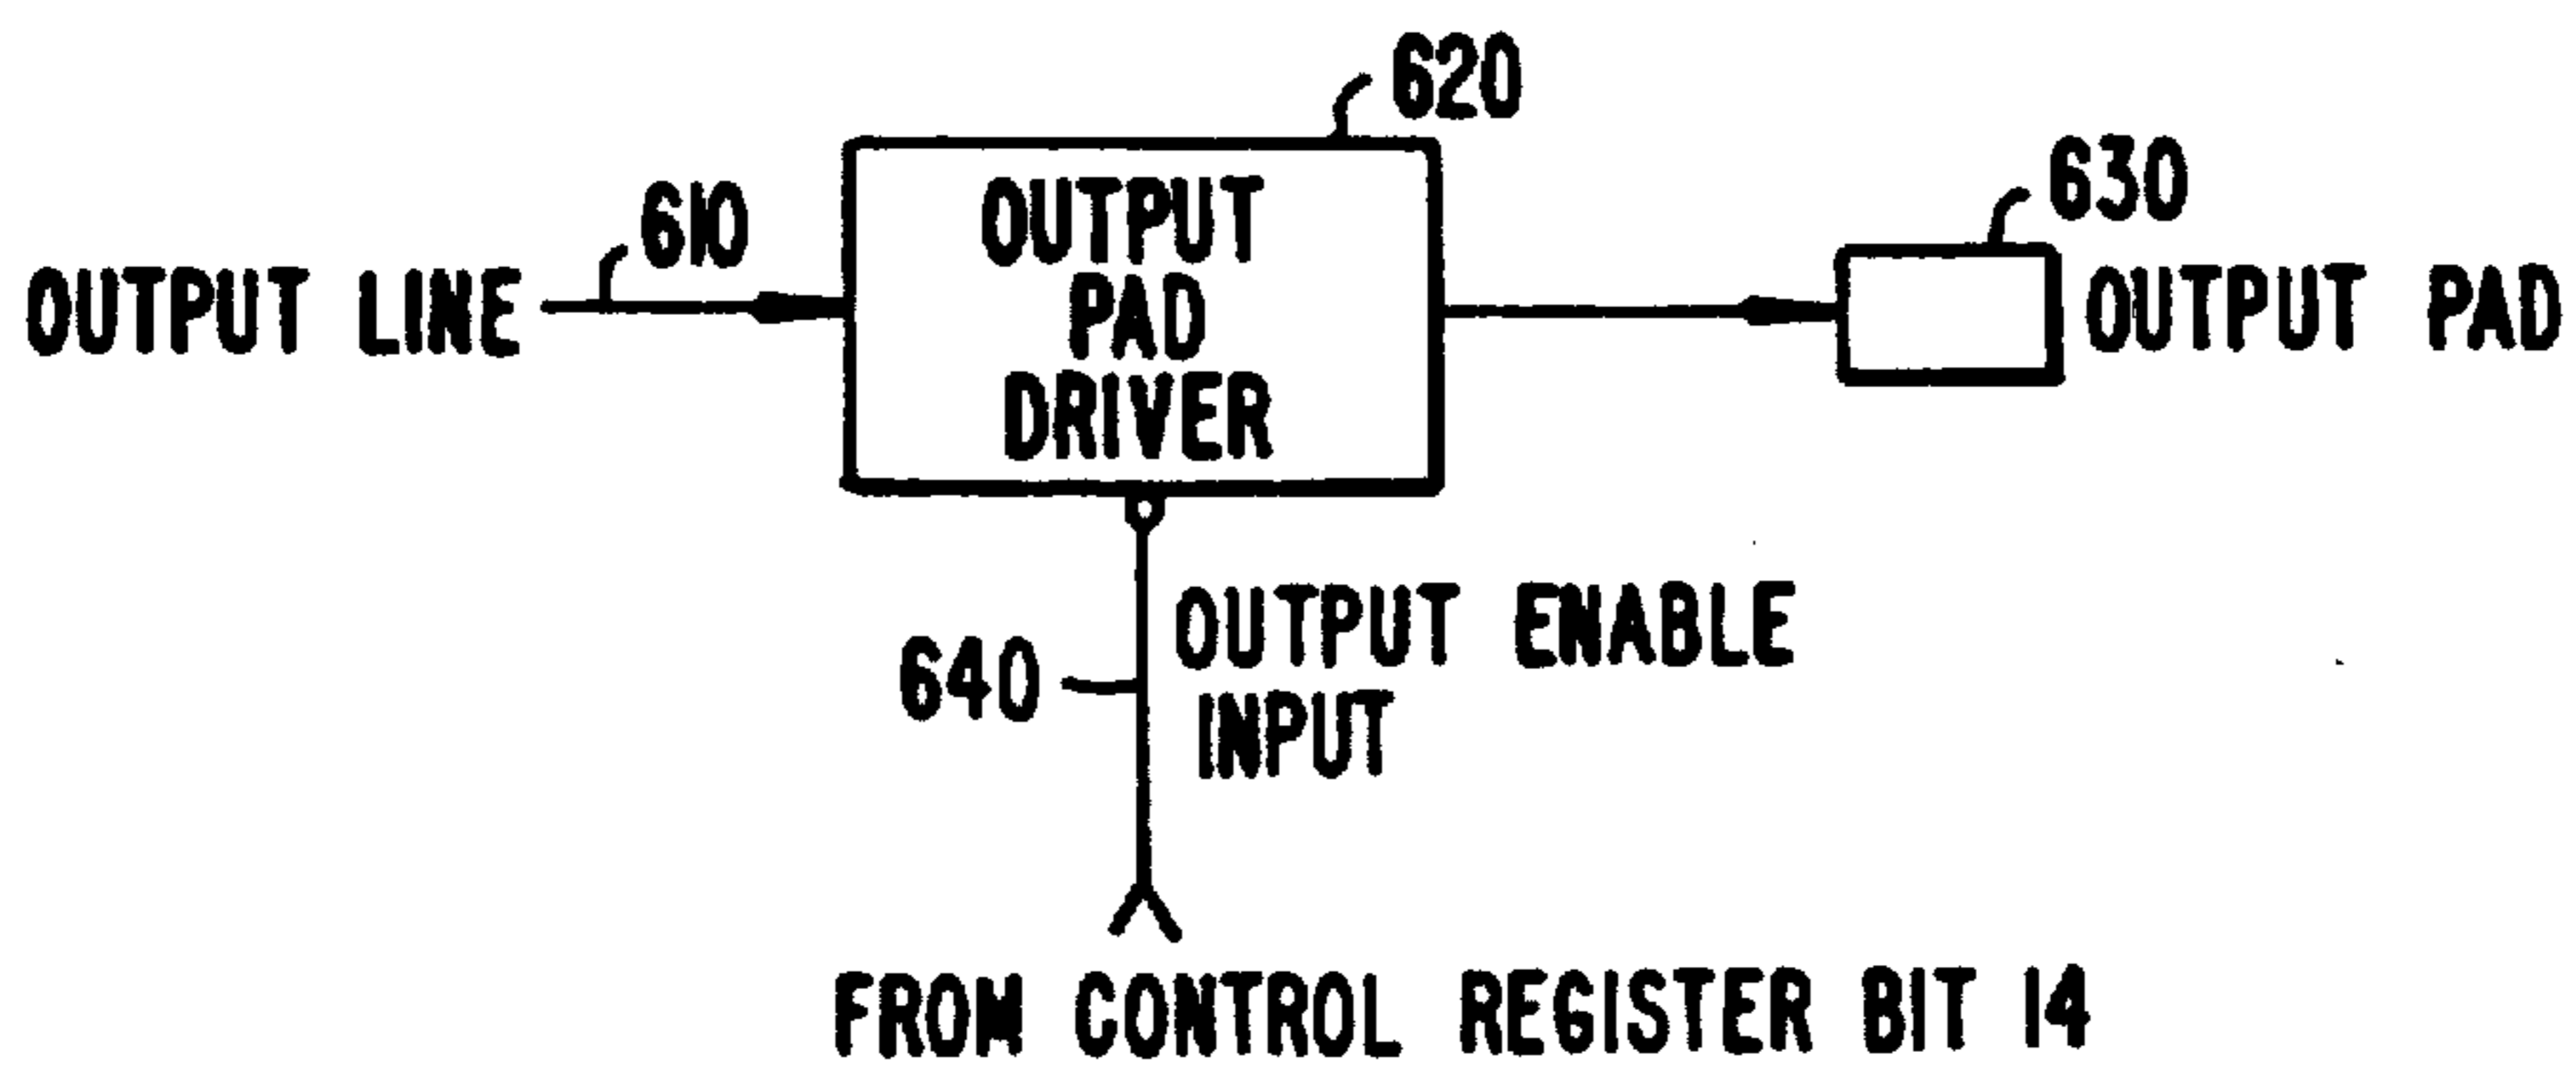 620
OUTPUT
PAD
DRIVER
610
OUTPUT LINE
630
OUTPUT PAD
OUTPUT ENABLE
INPUT
640
FROM CONTROL REGISTER BIT 14